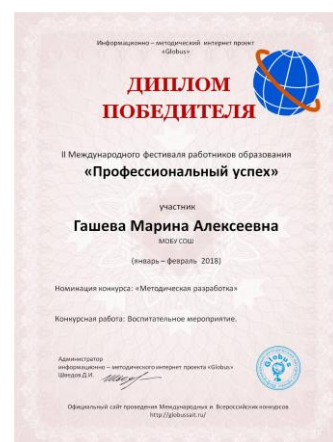 Информационно – методический интернет проект
«Globus»
ДИПЛОМ
ПОБЕДИТЕЛЯ
II Международного фестиваля работников образования
«Профессиональный успех»
участник
Гашева Марина Алексеевна
МОБУ СОШ
(январь – февраль 2018)
Номинация конкурса: «Методическая разработка»
Конкурсная работа: Воспитательное мероприятие.
Администратор
информационно – методического интернет проекта «Globus»
Шведов Д.И.
Globus
Официальный сайт проведения Международных и Всероссийских конкурсов
http://globussait.ru/